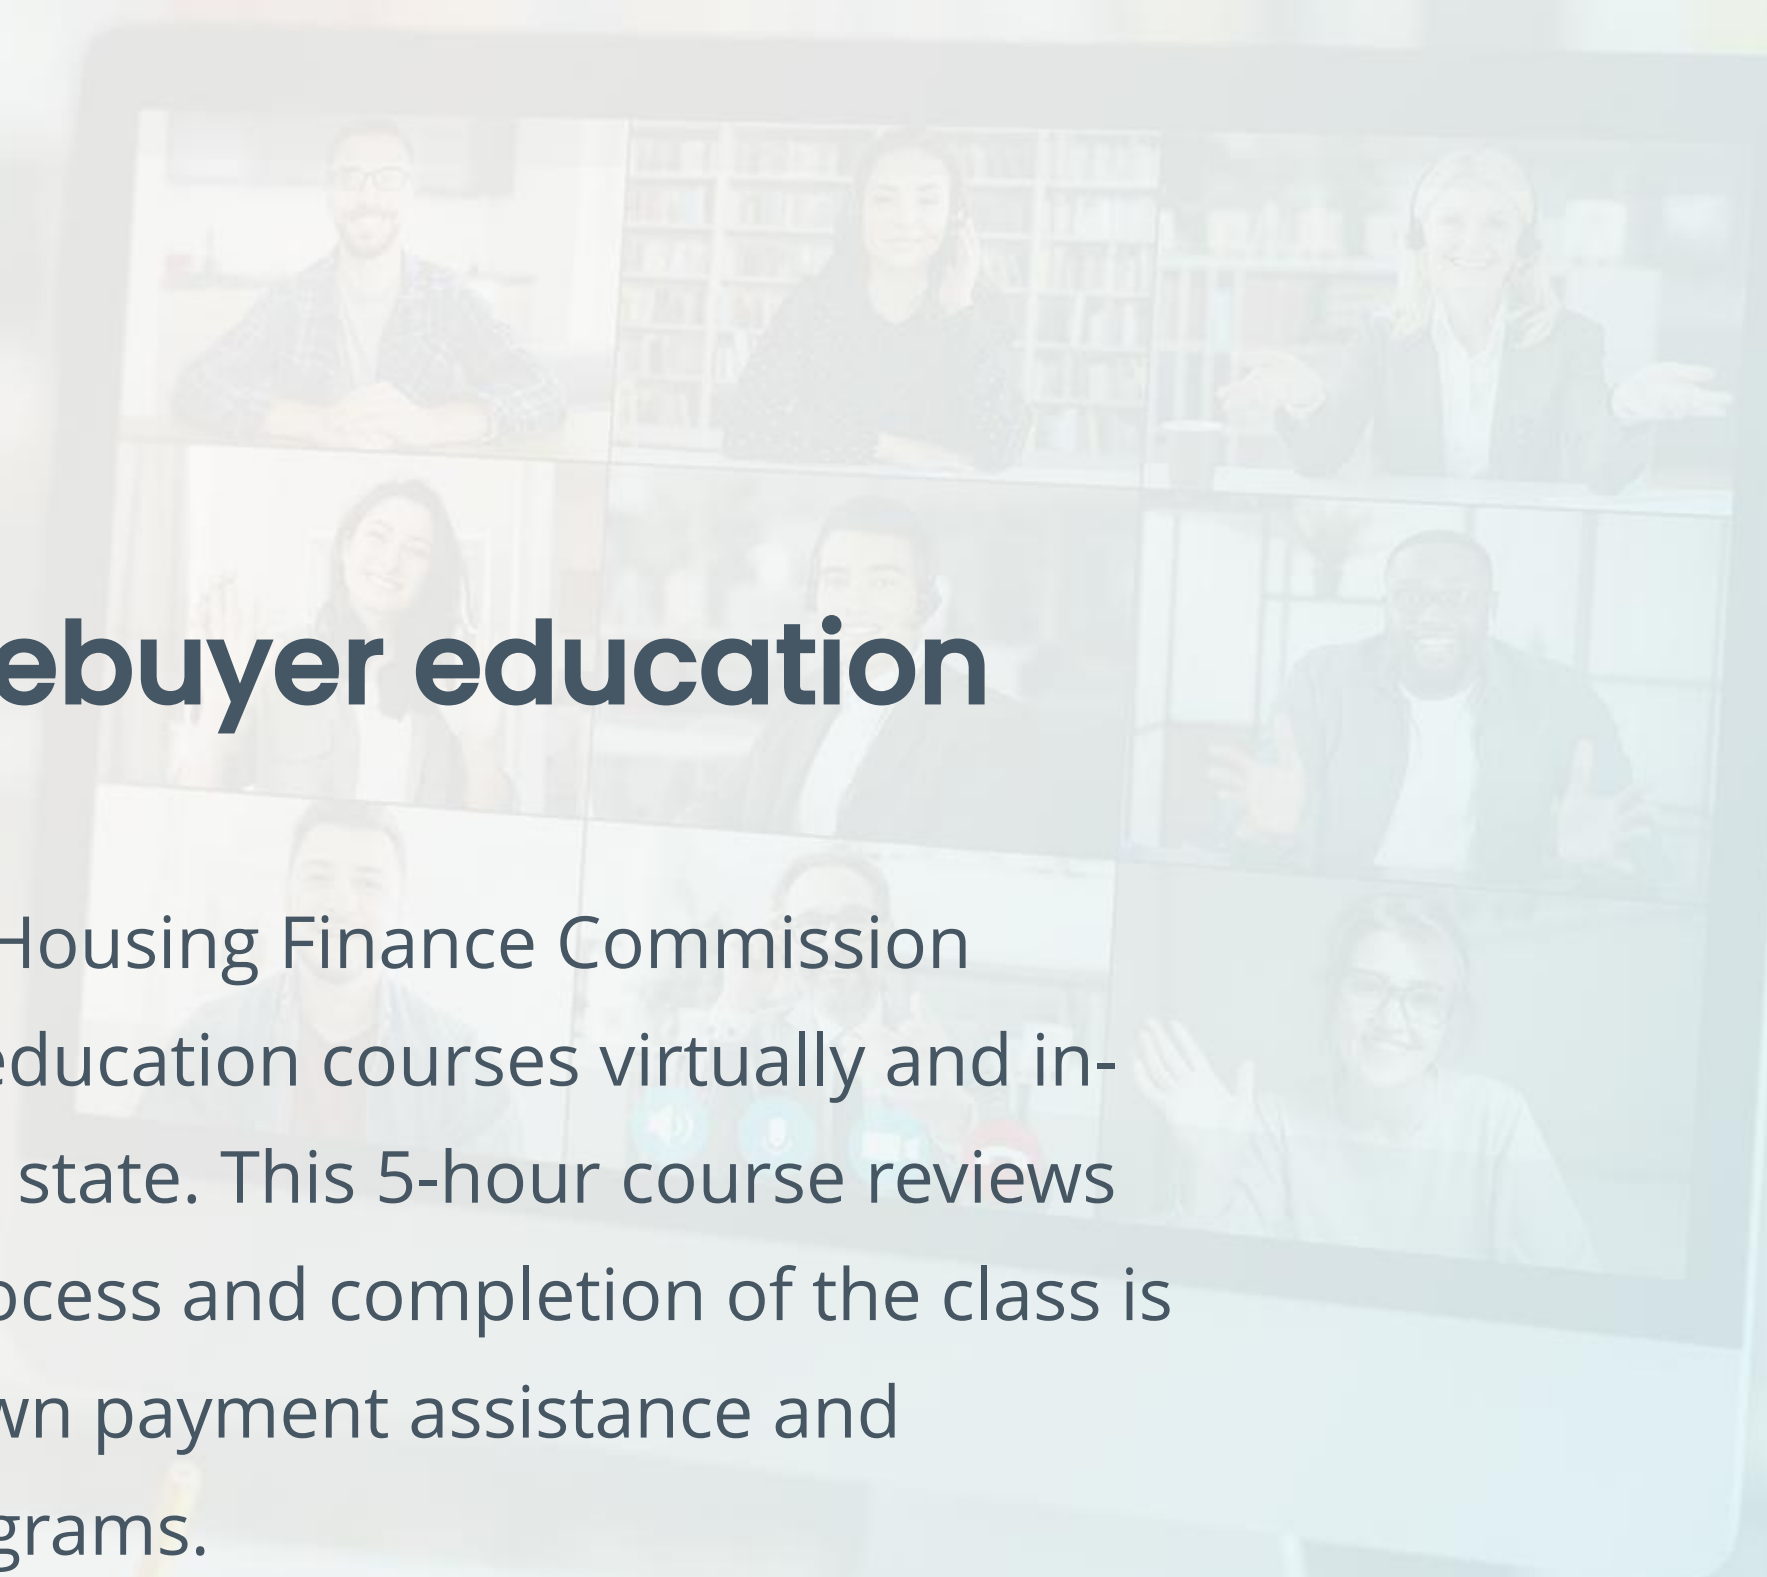 ebuyer education
Housing Finance Commission
education courses virtually and in-
state. This 5-hour course reviews
ocess and completion of the class is
wn payment assistance and
grams.